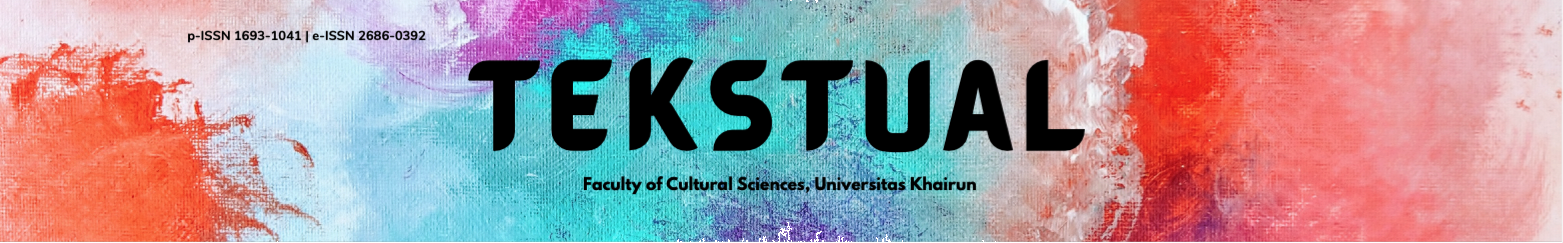 p-ISSN 1693-1041 | e-ISSN 2686-0392
TEKSTUAL
Faculty of Cultural Sciences, Universitas Khairun